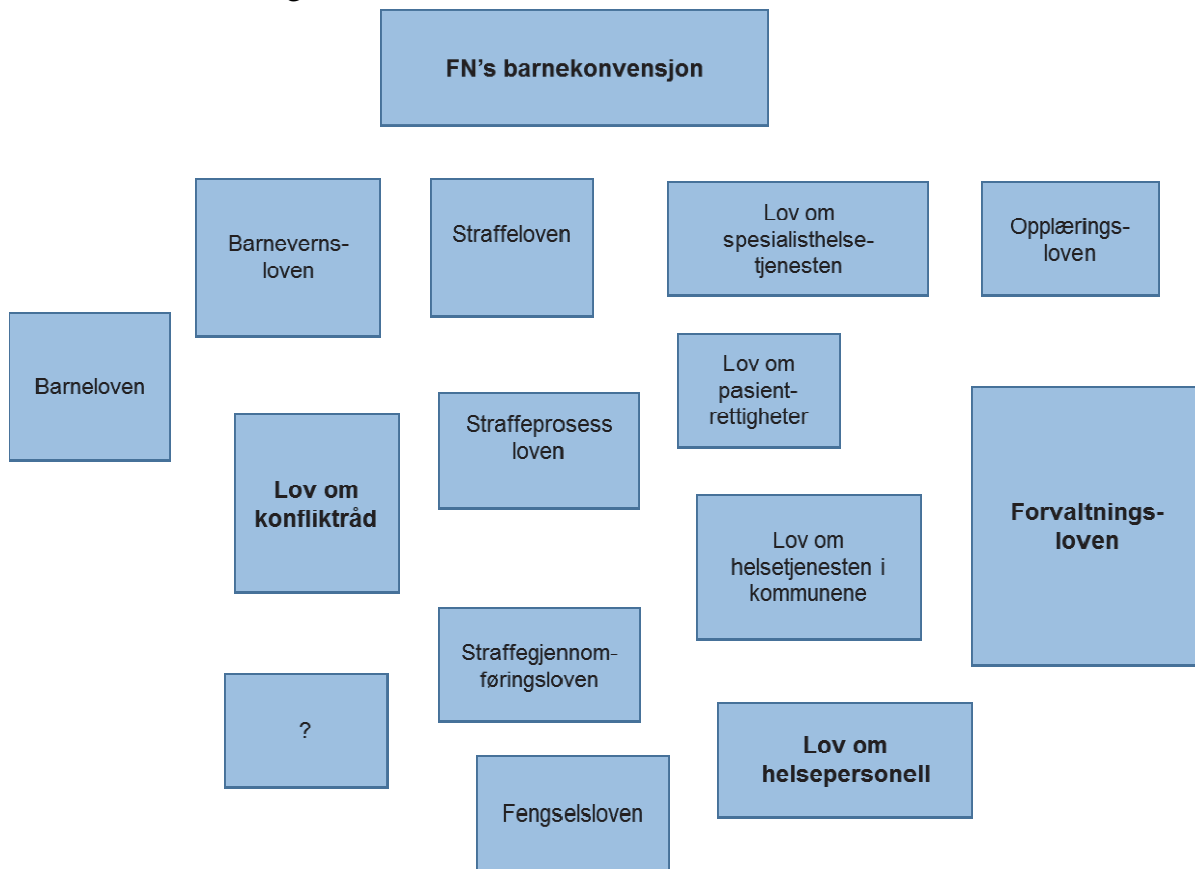 FN's barnekonvensjon
Barneverns-
loven
Straffeloven
Lov om
spesialisthelse-
tjenesten
Opplærings-
loven
Barneloven
Lov om
pasient-
rettigheter
Straffeprosess
loven
Lov om
konfliktråd
Forvaltnings-
loven
Lov om
helsetjenesten i
kommunene
Straffegjennom-
føringsloven
?
Lov om
helsepersonell
Fengselsloven